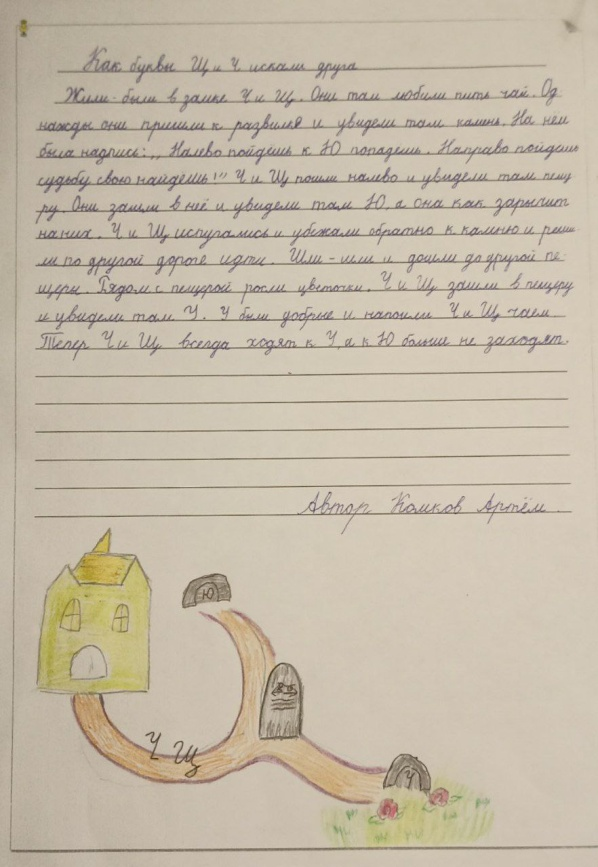 Как буквы Щ и Ч искали друга
Жили-были в замке Ч и Щ. Они там любили пить чай. Од
нажды они пришли к развилке и увидели там камень. На нем
была надпись: „Налево пойдёшь к Ю попадешь. Направо пойдешь
судьбу свою найдешь!" Ч и Щ пошли налево и увидели там пещ
ру. Они зашли в неё и увидели там Ю, а она как зарычит
на них. Ч и Щ испугались и убежали обратно к камню и реши
ли по другой дороге идти. Шли-шли и дошли до другой пе-
щеры. Рядом с пещерой росли цветочки. Ч и Щ зашли в пещеру
и увидели там У. У были добрые и напоили Ч и Щ чаем
Тепер Ч и Щ всегда ходят к У, а к Ю больше не заходят.
Автор Комков Артём.
Ю
Ч Щ
У